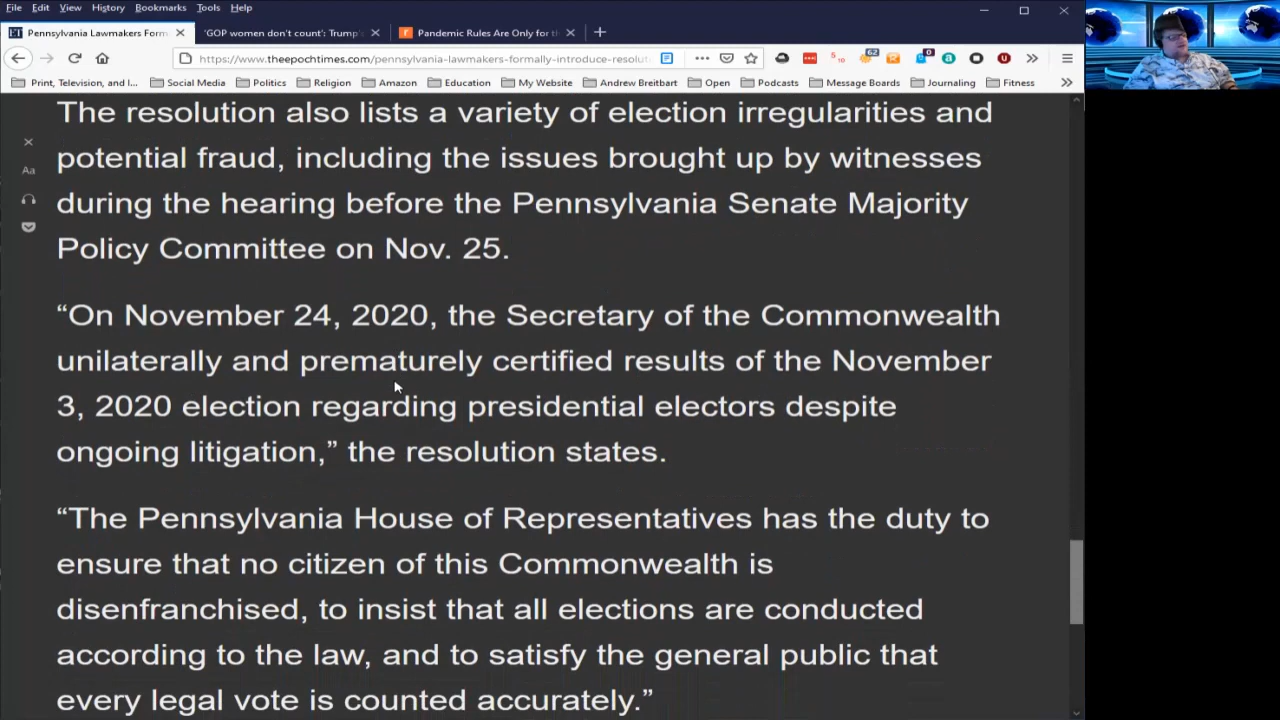 File Edit View History Bookmarks Tools Help
Pennsylvania Lawmakers Form
'GOP women don't count': Trump's
Pandemic Rules Are Only for th
https://www.theepochtimes.com/pennsylvania-lawmakers-formally-introduce-resolut
62
0
Print, Television, and I... Social Media Politics Religion Amazon Education My Website Andrew Breitbart Open Podcasts Message Boards Journaling Fitness
Aa
The resolution also lists a variety of election irregularities and
potential fraud, including the issues brought up by witnesses
during the hearing before the Pennsylvania Senate Majority
Policy Committee on Nov. 25.
“On November 24, 2020, the Secretary of the Commonwealth
unilaterally and prematurely certified results of the November
3, 2020 election regarding presidential electors despite
ongoing litigation,” the resolution states.
“The Pennsylvania House of Representatives has the duty to
ensure that no citizen of this Commonwealth is
disenfranchised, to insist that all elections are conducted
according to the law, and to satisfy the general public that
every legal vote is counted accurately.”